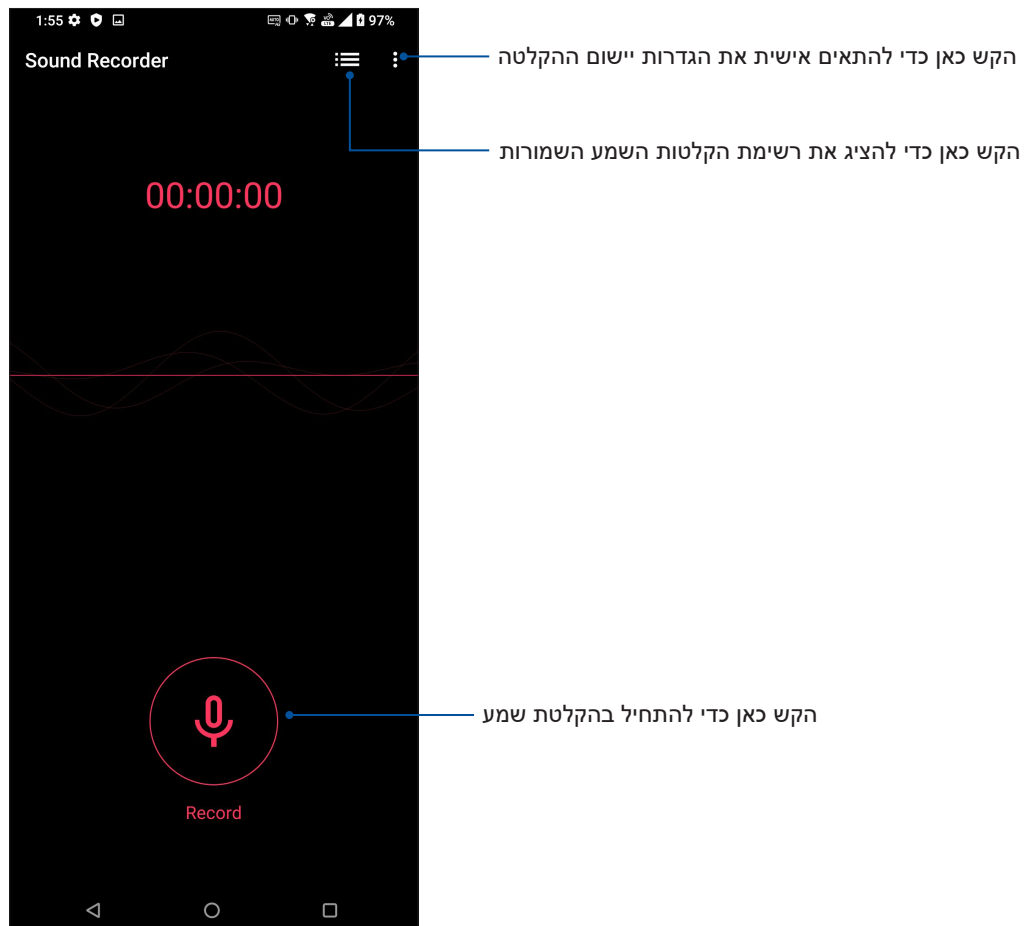 1:55
97%
Sound Recorder
הקש כאן כדי להתאים אישית את הגדרות יישום ההקלטה
הקש כאן כדי להציג את רשימת הקלטות השמע השמורות
00:00:00
הקש כאן כדי להתחיל בהקלטת שמע
Record